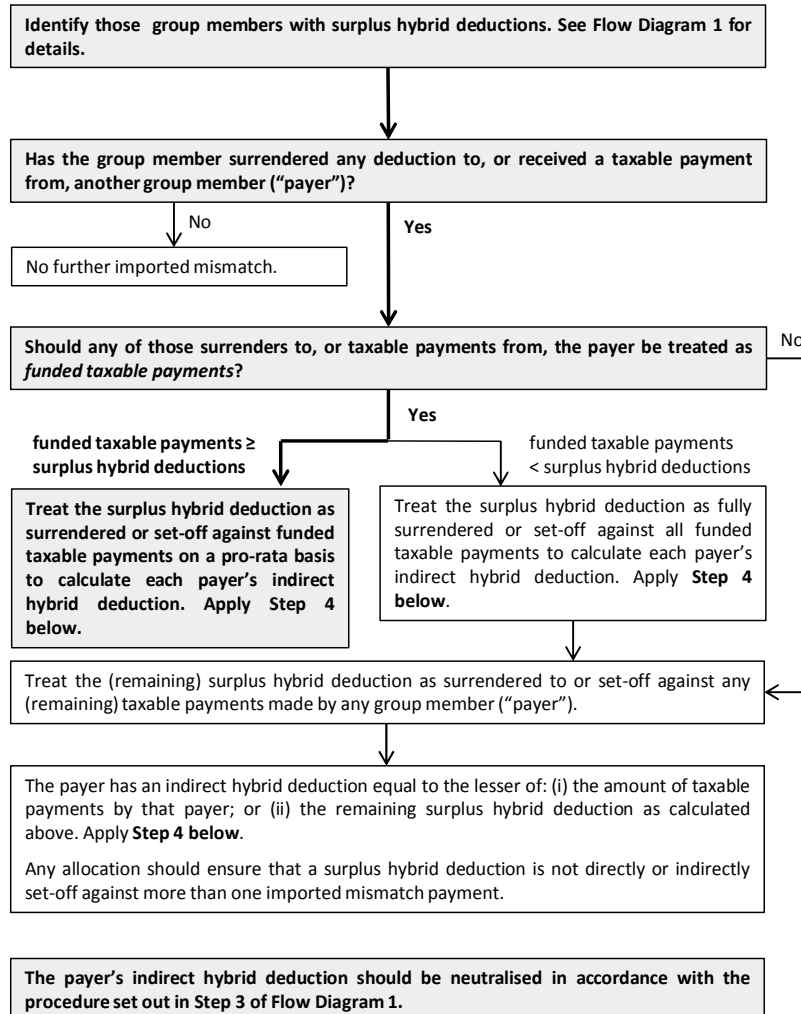 Identify those group members with surplus hybrid deductions. See Flow Diagram 1 for
details.
Has the group member surrendered any deduction to, or received a taxable payment
from, another group member (“payer”)?
No
Yes
No further imported mismatch.
Should any of those surrenders to, or taxable payments from, the payer be treated as
funded taxable payments?
No
Yes
funded taxable payments ≥
surplus hybrid deductions
funded taxable payments
< surplus hybrid deductions
Treat the surplus hybrid deduction as
surrendered or set-off against funded
taxable payments on a pro-rata basis
to calculate each payer’s indirect
hybrid deduction. Apply Step 4
below.
Treat the surplus hybrid deduction as fully
surrendered or set-off against all funded
taxable payments to calculate each payer’s
indirect hybrid deduction. Apply Step 4
below.
Treat the (remaining) surplus hybrid deduction as surrendered to or set-off against any
(remaining) taxable payments made by any group member (“payer”).
The payer has an indirect hybrid deduction equal to the lesser of: (i) the amount of taxable
payments by that payer; or (ii) the remaining surplus hybrid deduction as calculated
above. Apply Step 4 below.
Any allocation should ensure that a surplus hybrid deduction is not directly or indirectly
set-off against more than one imported mismatch payment.
The payer’s indirect hybrid deduction should be neutralised in accordance with the
procedure set out in Step 3 of Flow Diagram 1.